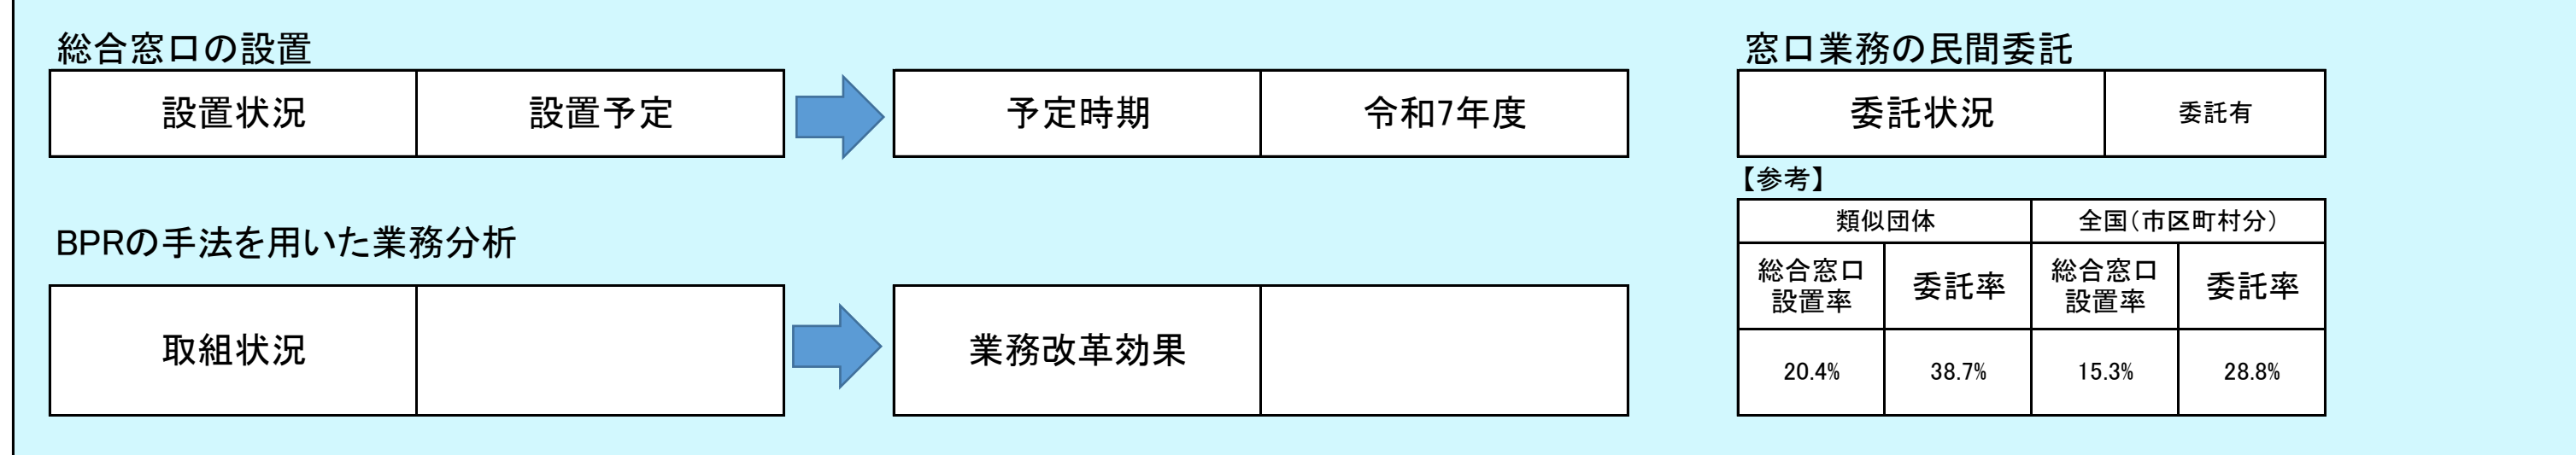 総合窓口の設置
設置状況 設置予定 予定時期 令和7年度
BPRの手法を用いた業務分析
取組状況 業務改革効果
窓口業務の民間委託
委託状況 委託有
【参考】
類似団体 全国(市区町村分)
総合窓口
設置率 委託率 総合窓口
設置率 委託率
20.4% 38.7% 15.3% 28.8%